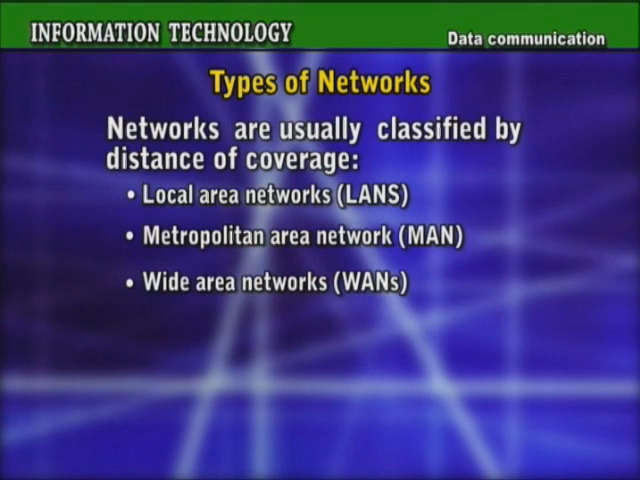 INFORMATION TECHNOLOGY
Data communication
Types of Networks
Networks are usually classified by
distance of coverage:
• Local area networks (LANS)
• Metropolitan area network (MAN)
• Wide area networks (WANs)